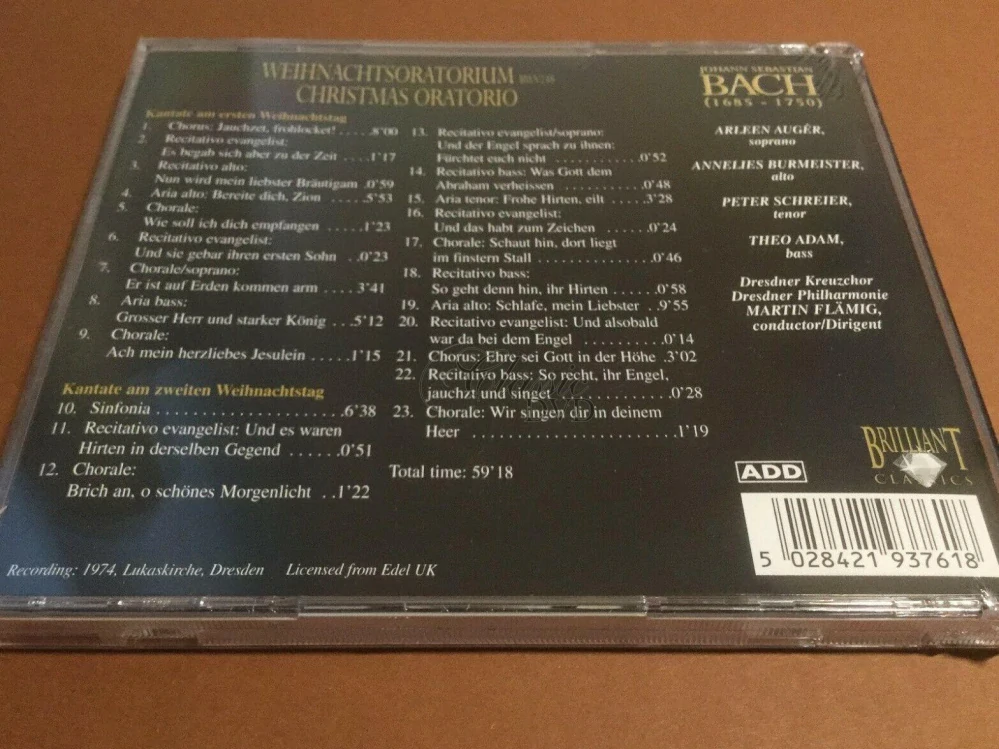 WEIHNACHTSORATORIUM BWV248
CHRISTMAS ORATORIO
Kantate am ersten Weihnachtstag
1. Chorus: Jauchzet, frohlocket! .....8'00
2. Recitativo evangelist:
Es begab sich aber zu der Zeit ....1'17
3. Recitativo alto:
Nun wird mein liebster Bräutigam .0'59
4. Aria alto: Bereite dich, Zion .....5'53
5. Chorale:
Wie soll ich dich empfangen ......1'23
6. Recitativo evangelist:
Und sie gebar ihren ersten Sohn ..0'23
7. Chorale/soprano:
Er ist auf Erden kommen arm ....3'41
8. Aria bass:
Grosser Herr und starker König ...5'12
9. Chorale:
Ach mein herzliebes Jesulein .....1'15
Kantate am zweiten Weihnachtstag
10. Sinfonia ........................6'38
11. Recitativo evangelist: Und es waren
Hirten in derselben Gegend ......0'51
12. Chorale:
Brich an, o schönes Morgenlicht ..1'22
13. Recitativo evangelist/soprano:
Und der Engel sprach zu ihnen:
Fürchtet euch nicht .............0'52
14. Recitativo bass: Was Gott dem
Abraham verheissen ............0'48
15. Aria tenor: Frohe Hirten, eilt ....3'28
16. Recitativo evangelist:
Und das habt zum Zeichen .......0'24
17. Chorale: Schaut hin, dort liegt
im finstern Stall .................0'46
18. Recitativo bass:
So geht denn hin, ihr Hirten .....0'58
19. Aria alto: Schlafe, mein Liebster ..9'55
20. Recitativo evangelist: Und alsobald
war da bei dem Engel ............0'14
21. Chorus: Ehre sei Gott in der Höhe .3'02
22. Recitativo bass: So recht, ihr Engel,
jauchzt und singet ...............0'28
23. Chorale: Wir singen dir in deinem
Heer ..........................1'19
Total time: 59'18
JOHANN SEBASTIAN
BACH
(1685 - 1750)
ARLEEN AUGÉR,
soprano
ANNELIES BURMEISTER,
alto
PETER SCHREIER,
tenor
THEO ADAM,
bass
Dresdner Kreuzchor
Dresdner Philharmonie
MARTIN FLÄMIG,
conductor/Dirigent
BRILLIANT
CLASSICS
ADD
5 028421 937618
Recording: 1974, Lukaskirche, Dresden Licensed from Edel UK